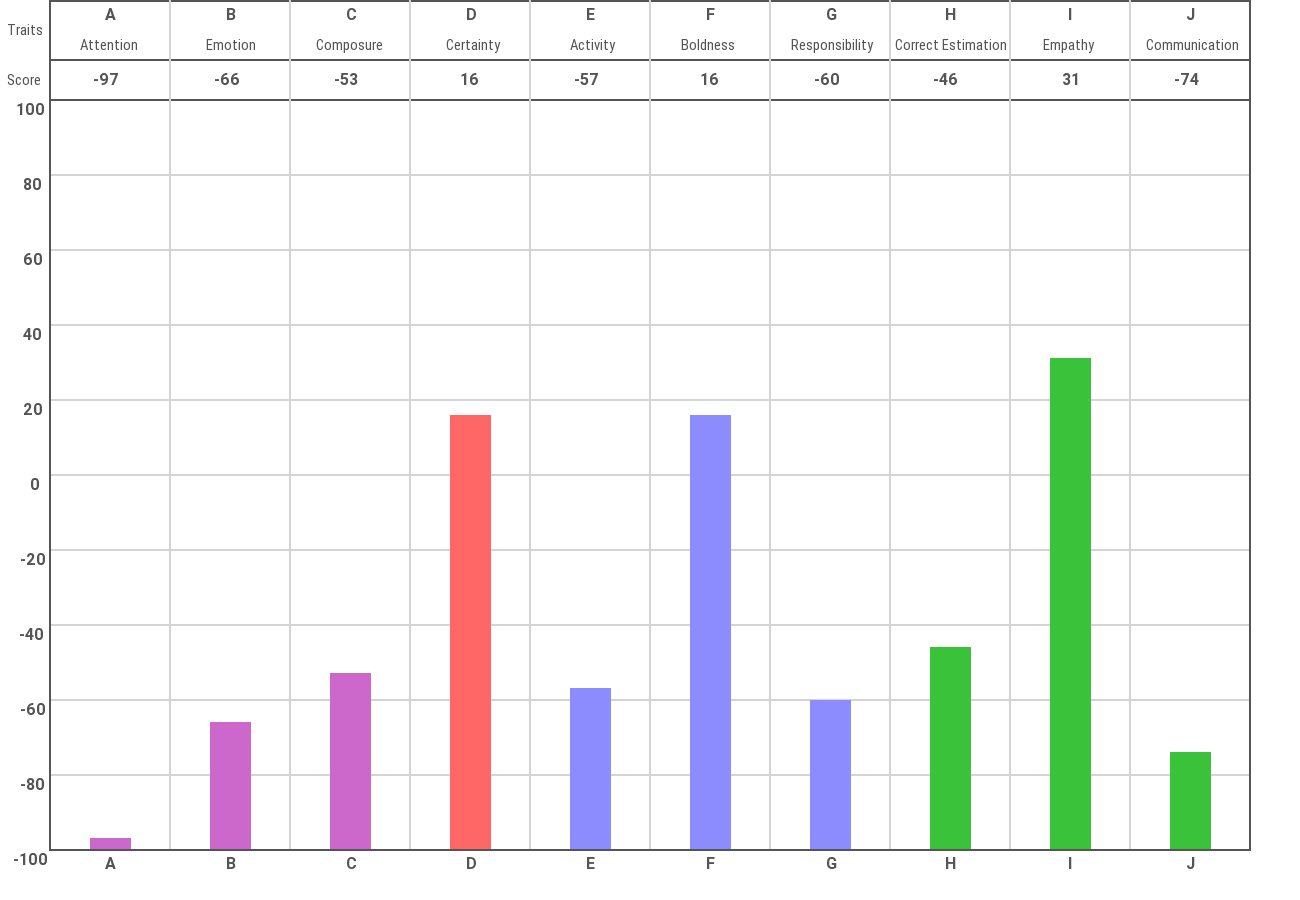 Traits
A B C D E F G H I J
Attention Emotion Composure Certainty Activity Boldness Responsibility Correct Estimation Empathy Communication
Score -97 -66 -53 16 -57 16 -60 -46 31 -74
100
80
60
40
20
0
-20
-40
-60
-80
-100
A B C D E F G H I J